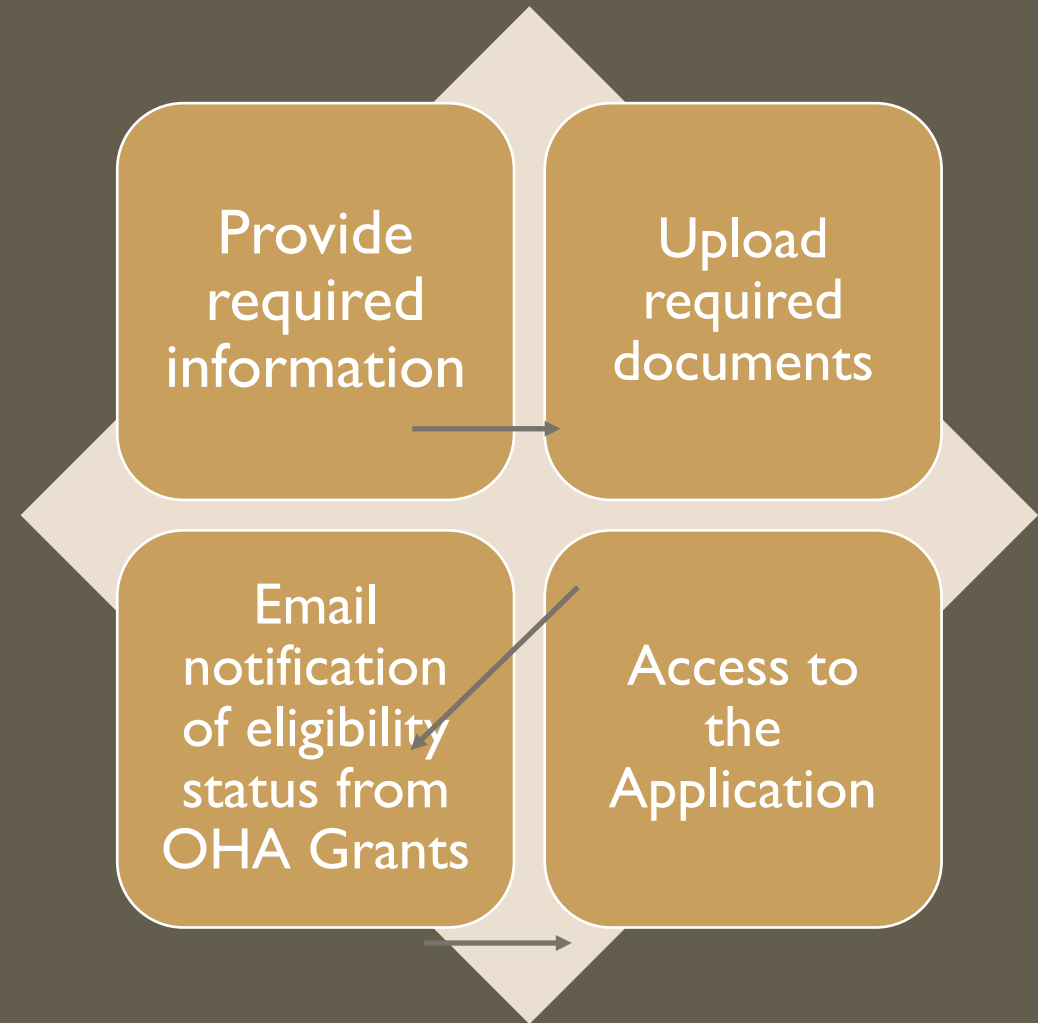 Provide
required
information
Upload
required
documents
Email
notification
of eligibility
status from
OHA Grants
Access to
the
Application